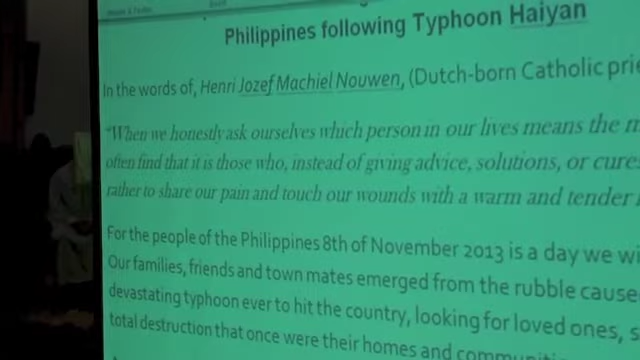 Philippines following Typhoon Haiyan
In the words of, Henri Jozef Machiel Nouwen, (Dutch-born Catholic prie
"When we honestly ask ourselves which person in our lives means the m
often find that it is those who, instead of giving advice, solutions, or cures
rather to share our pain and touch our wounds with a warm and tender
For the people of the Philippines 8th of November 2013 is a day we wi
Our families, friends and town mates emerged from the rubble cause
devastating typhoon ever to hit the country, looking for loved ones, s
total destruction that once were their homes and